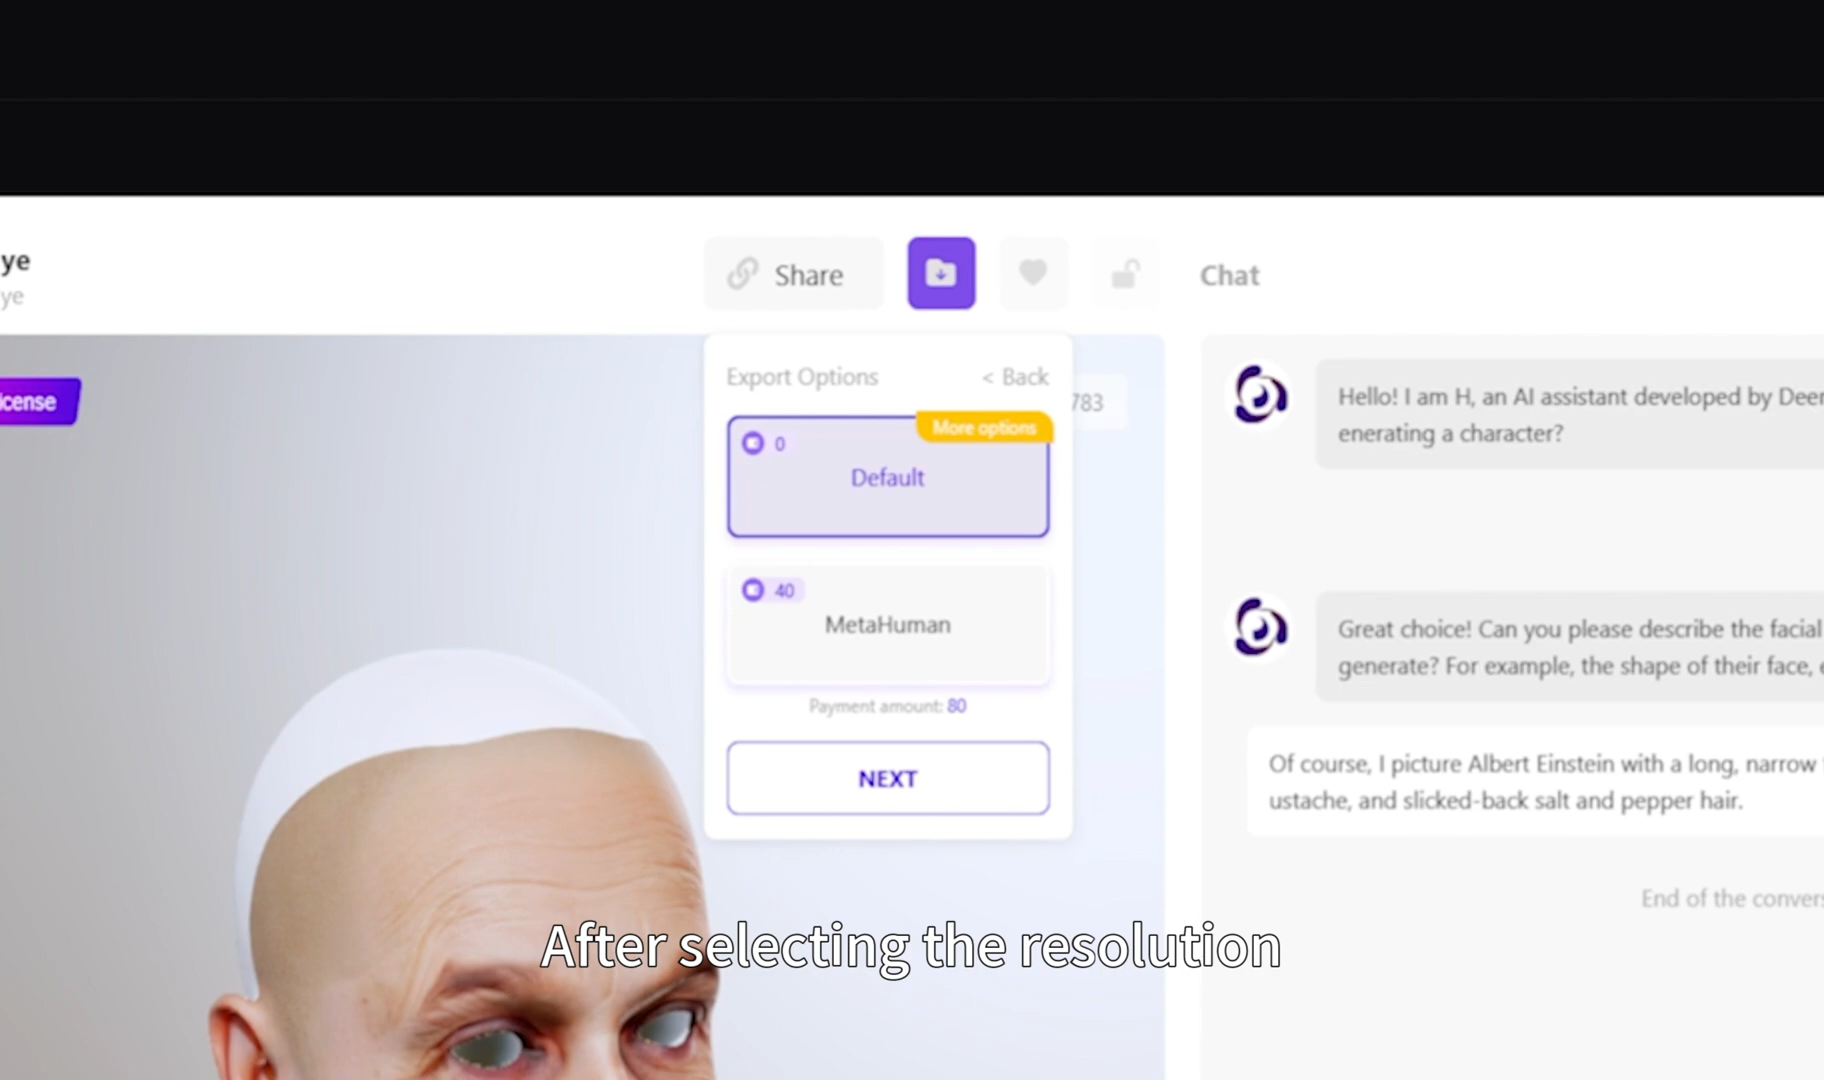 ye
ye
Share
Chat
icense
Export Options
< Back
783
More options
0
Default
40
MetaHuman
Payment amount: 80
NEXT
Hello! I am H, an AI assistant developed by Deem
enerating a character?
Great choice! Can you please describe the facial
generate? For example, the shape of their face, e
Of course, I picture Albert Einstein with a long, narrow
ustache, and slicked-back salt and pepper hair.
End of the convers
After selecting the resolution